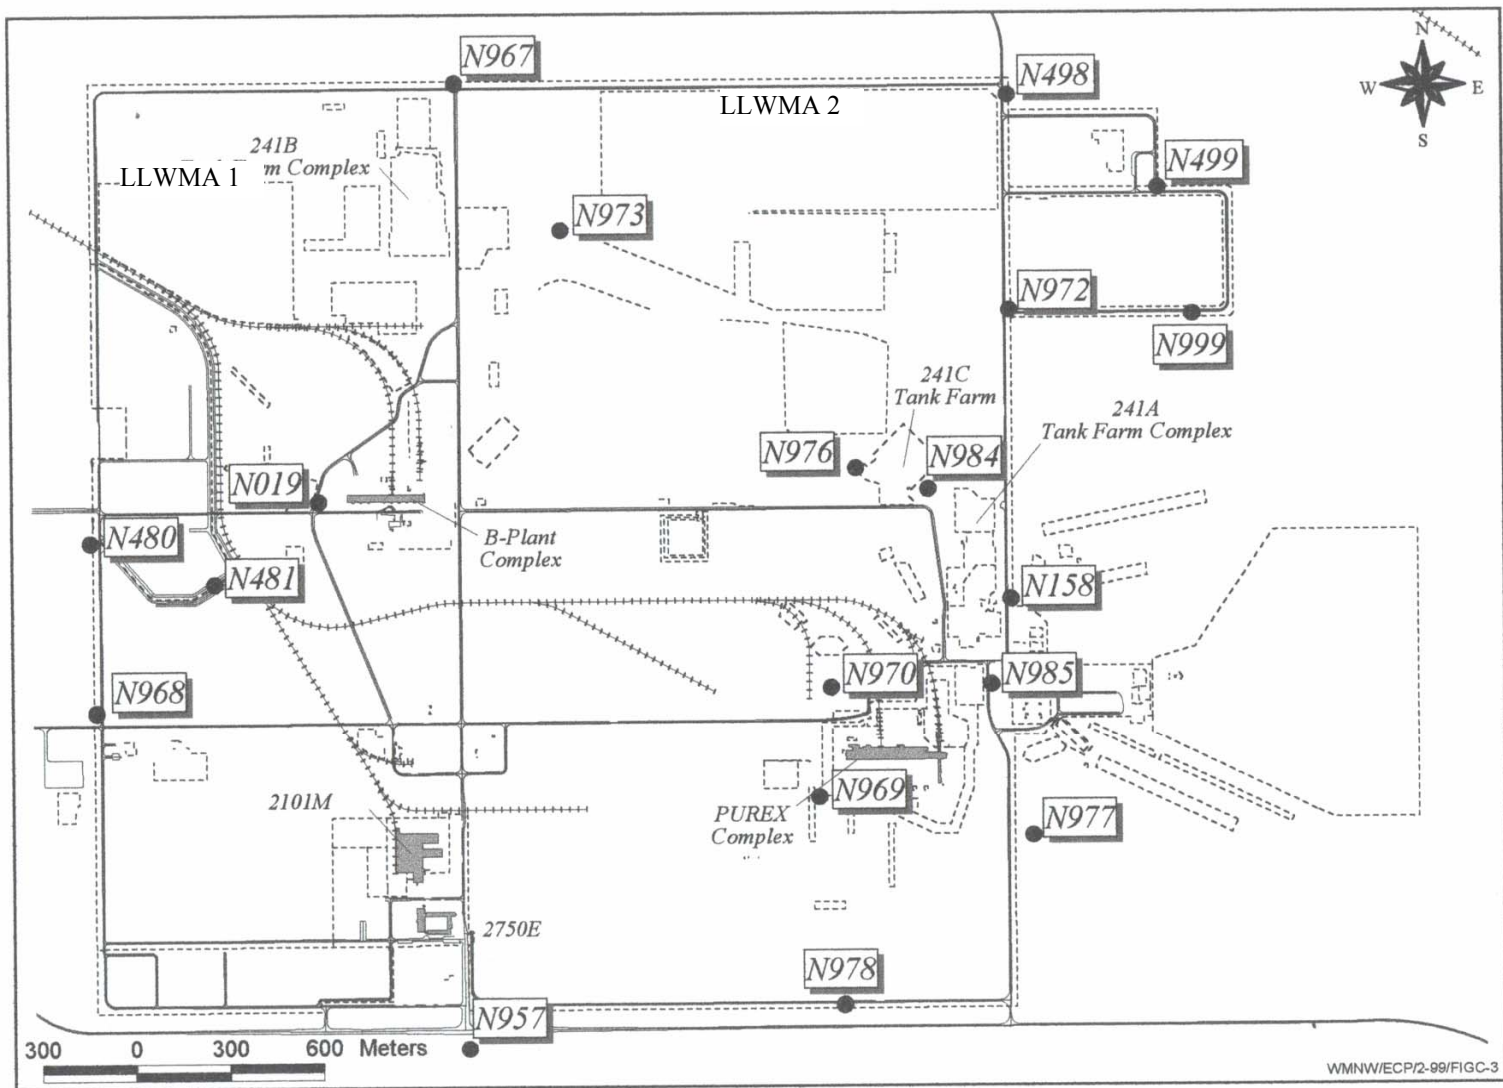 N
N967
N498
W
E
LLWMA 2
S
241B
m Complex
LLWMA 1
N499
N973
N972
N999
241C
Tank Farm
241A
Tank Farm Complex
N976
N984
N019
N480
B-Plant
Complex
N481
N158
N970
N985
N968
N969
2101M
PUREX
Complex
N977
2750E
N978
N957
300
0
300
600 Meters
WMNW/ECP/2-99/FIGC-3